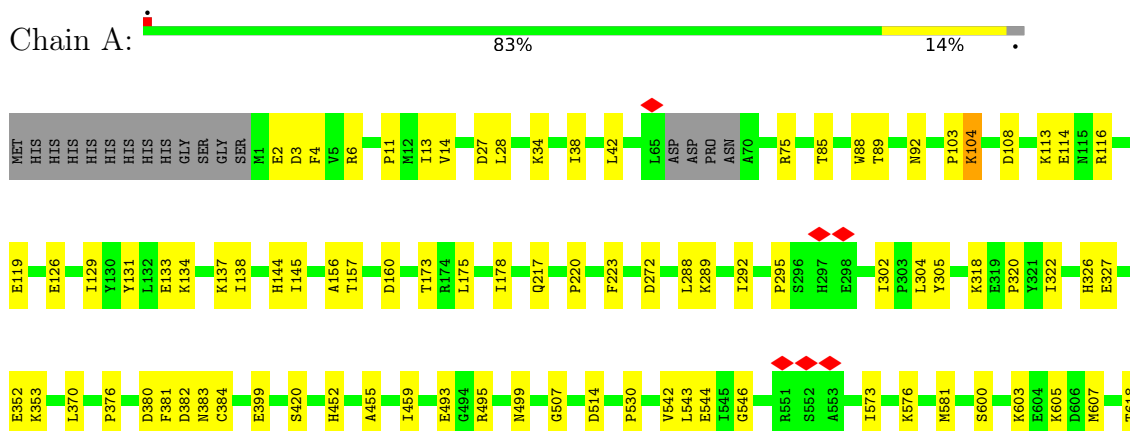 Chain A:
83%
14%
MET HIS HIS HIS HIS HIS HIS HIS HIS GLY SER GLY SER M1 E2 D3 F4 V5 R6 P11 M12 I13 V14 D27 L28 K34 I38 L42 L65 ASP ASP PRO ASN A70 R75 T85 W88 T89 N92 P103 K104 D108 K113 E114 N115 R116
E119 E126 I129 Y130 Y131 L132 E133 K134 K137 I138 H144 I145 A156 T157 D160 T173 R174 L175 I178 Q217 P220 F223 D272 L288 K289 I292 P295 S296 H297 E298 I302 P303 L304 Y305 K318 E319 P320 Y321 I322 H326 E327
E352 K353 L370 P376 D380 F381 D382 N383 C384 E399 S420 H452 A455 I459 E493 G494 R495 N499 G507 D514 P530 V542 L543 E544 I545 G546 R551 S552 A553 I573 K576 M581 S600 K603 E604 K605 D606 M607 T618